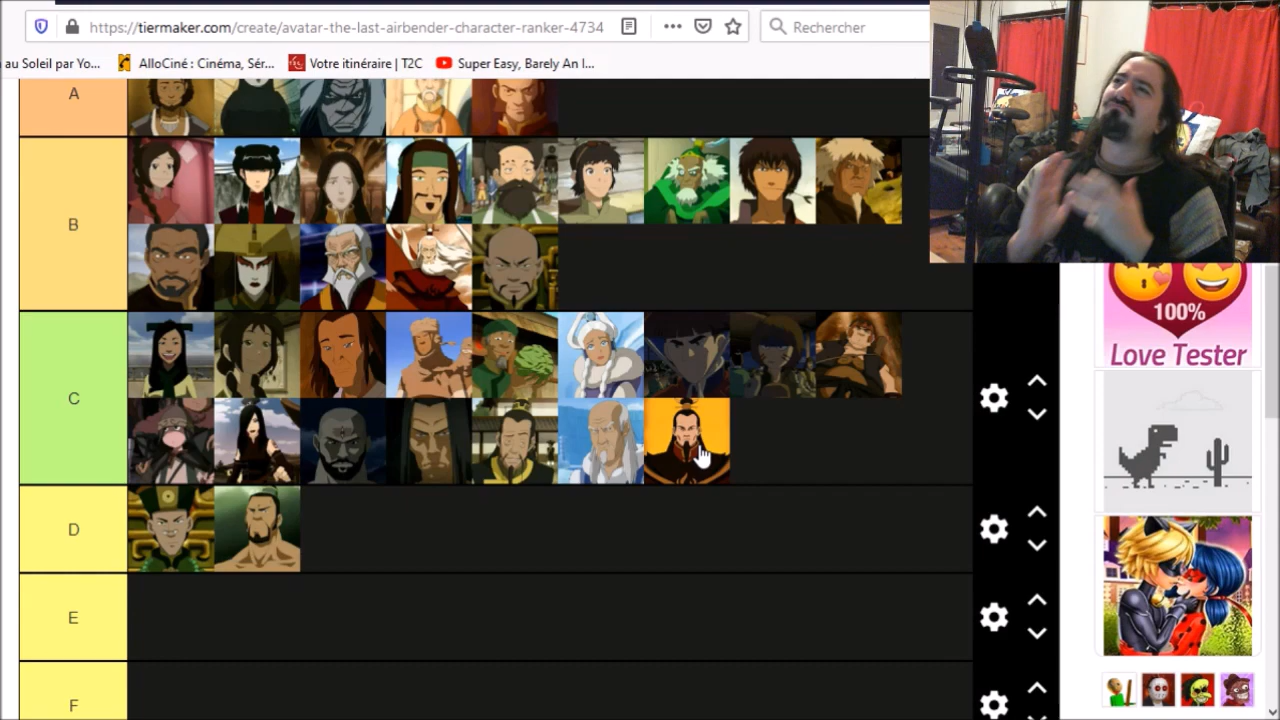 https://tiermaker.com/create/avatar-the-last-airbender-character-ranker-4734
Rechercher
au Soleil par Yo...
AlloCiné : Cinéma, Sér...
Votre itinéraire | T2C
Super Easy, Barely An I...
A
B
C
D
E
F
100%
Love Tester